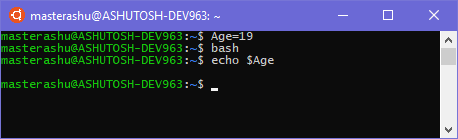 masterashu@ASHUTOSH-DEV963: ~
masterashu@ASHUTOSH-DEV963:~$ Age=19
masterashu@ASHUTOSH-DEV963:~$ bash
masterashu@ASHUTOSH-DEV963:~$ echo $Age
masterashu@ASHUTOSH-DEV963:~$